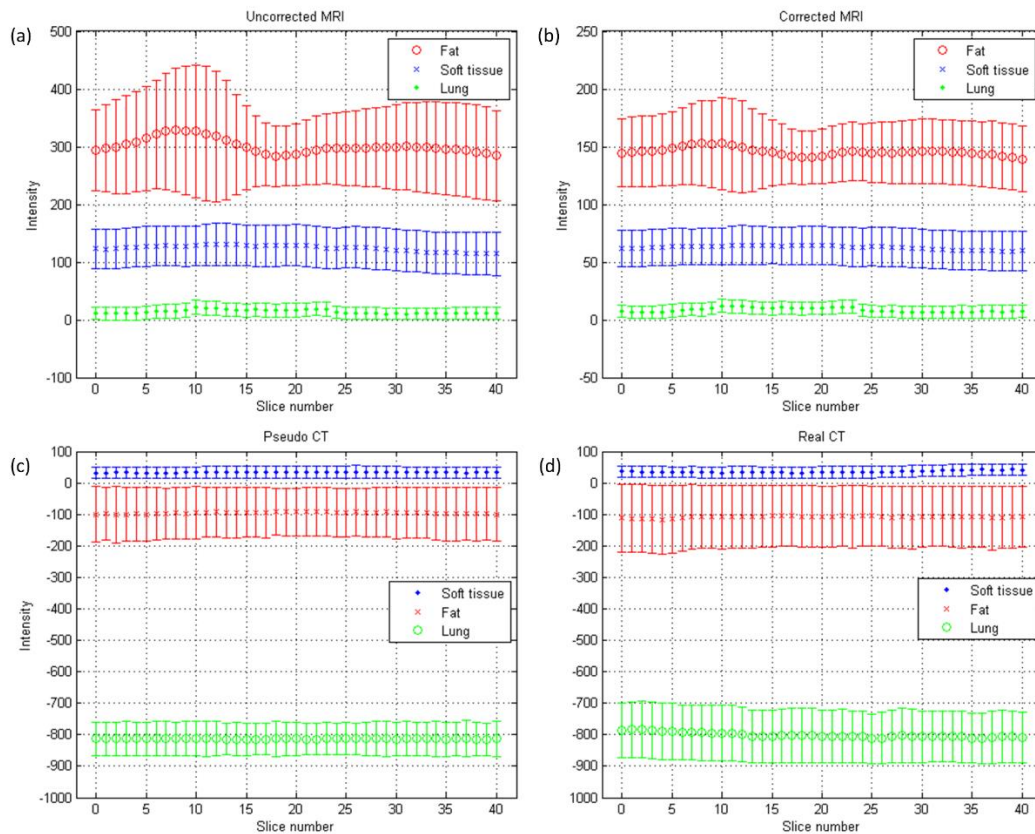 Uncorrected MRI
(a)
500
400
300
200
100
0
-100
Intensity
Fat
Soft tissue
Lung
0 5 10 15 20 25 30 35 40
Slice number
Corrected MRI
(b)
250
200
150
100
50
0
-50
Intensity
Fat
Soft tissue
Lung
0 5 10 15 20 25 30 35 40
Slice number
Pseudo CT
(c)
100
0
-100
-200
-300
-400
-500
-600
-700
-800
-900
-1000
Intensity
Soft tissue
Fat
Lung
0 5 10 15 20 25 30 35 40
Slice number
Real CT
(d)
100
0
-100
-200
-300
-400
-500
-600
-700
-800
-900
-1000
Soft tissue
Fat
Lung
0 5 10 15 20 25 30 35 40
Slice number